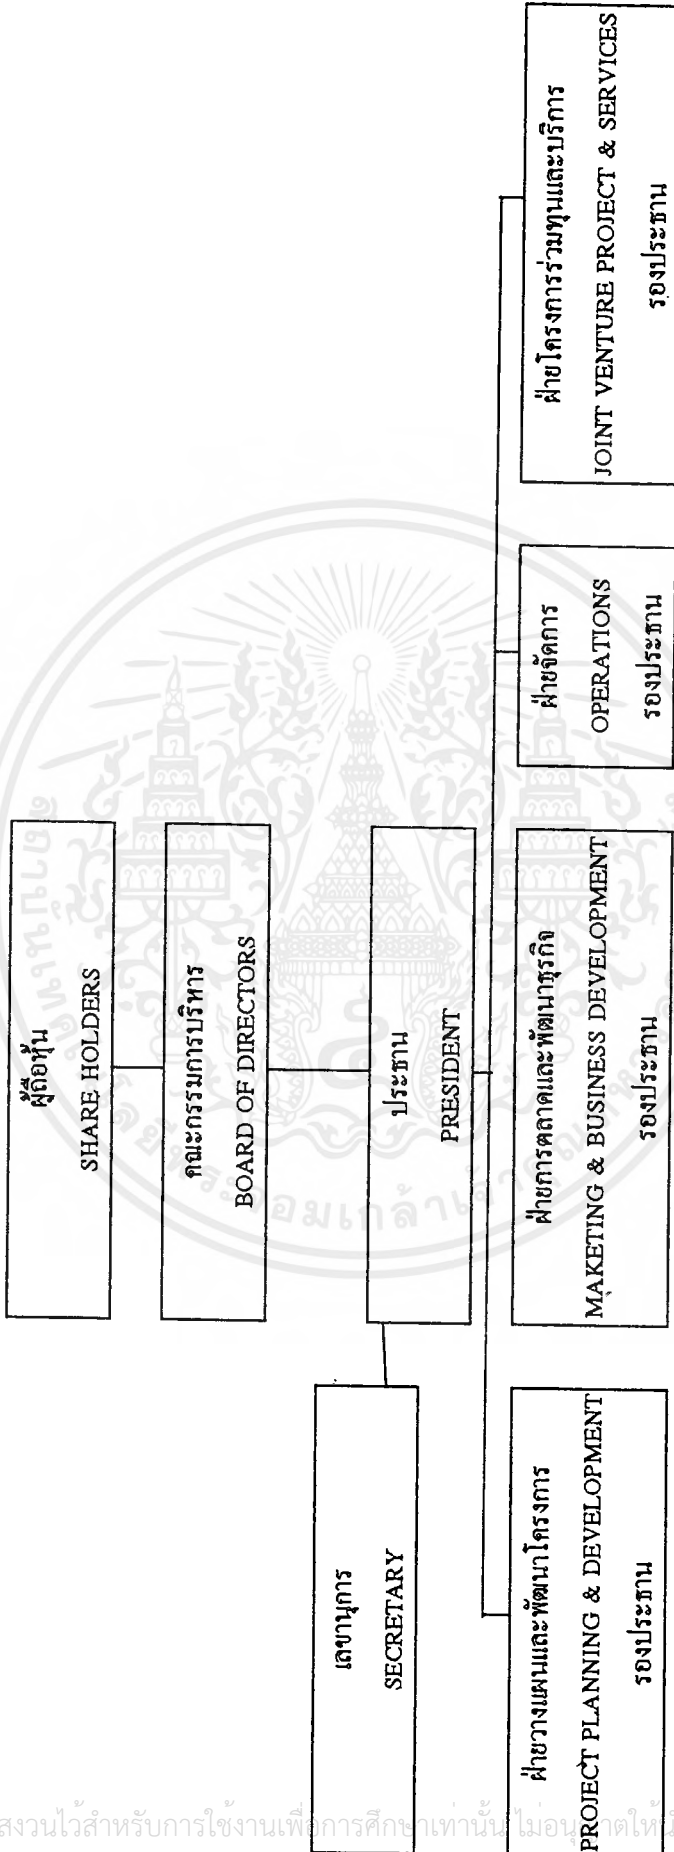 ผู้ถือหุ้น
SHARE HOLDERS
คณะกรรมการบริหาร
BOARD OF DIRECTORS
เลขานุการ
SECRETARY
ประธาน
PRESIDENT
ฝ่ายวางแผนและพัฒนาโครงการ
PROJECT PLANNING & DEVELOPMENT
รองประธาน
ฝ่ายการตลาดและพัฒนาธุรกิจ
MAKETING & BUSINESS DEVELOPMENT
รองประธาน
ฝ่ายจัดการ
OPERATIONS
รองประธาน
ฝ่ายโครงการร่วมทุนและบริการ
JOINT VENTURE PROJECT & SERVICES
รองประธาน
สงวนไว้สำหรับการใช้งานเพื่อการศึกษาเท่านั้น ไม่อนุญาตให้